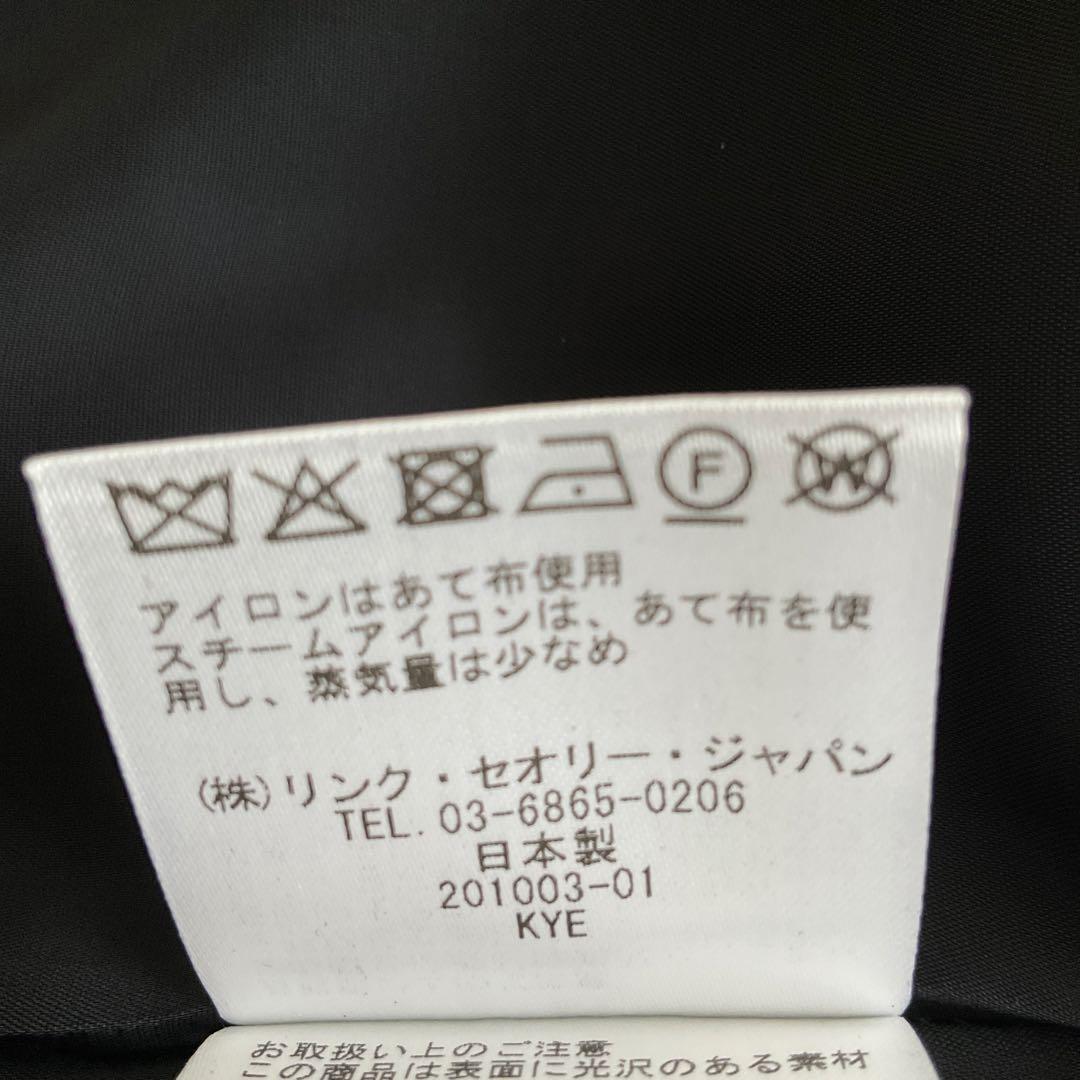 F W
アイロンはあて布使用
スチームアイロンは、あて布を使
用し、蒸気量は少なめ
(株)リンク・セオリー・ジャパン
TEL. 03-6865-0206
日本製
201003-01
KYE
お取扱い上のご注意
この商品は表面に光沢のある素材